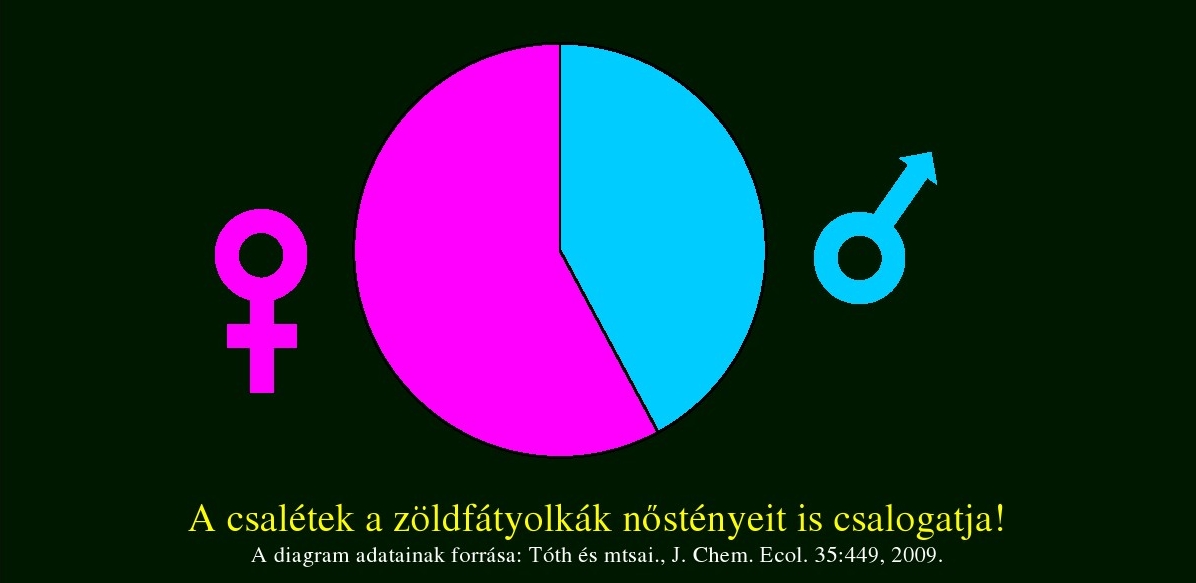 A csalétek a zöldfátyolkák nőstényeit is csalogatja!
A diagram adatainak forrása: Tóth és mtsai., J. Chem. Ecol. 35:449, 2009.